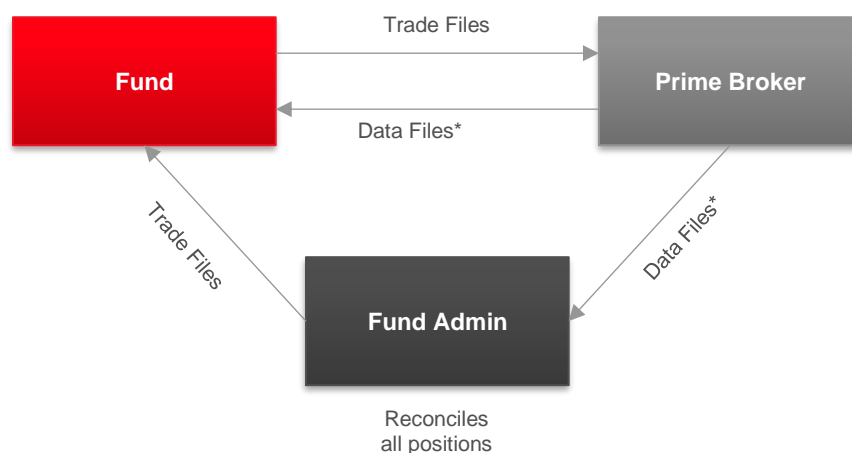 Trade Files
Fund
Prime Broker
Data Files*
Trade Files
Data Files*
Fund Admin
Reconciles
all positions